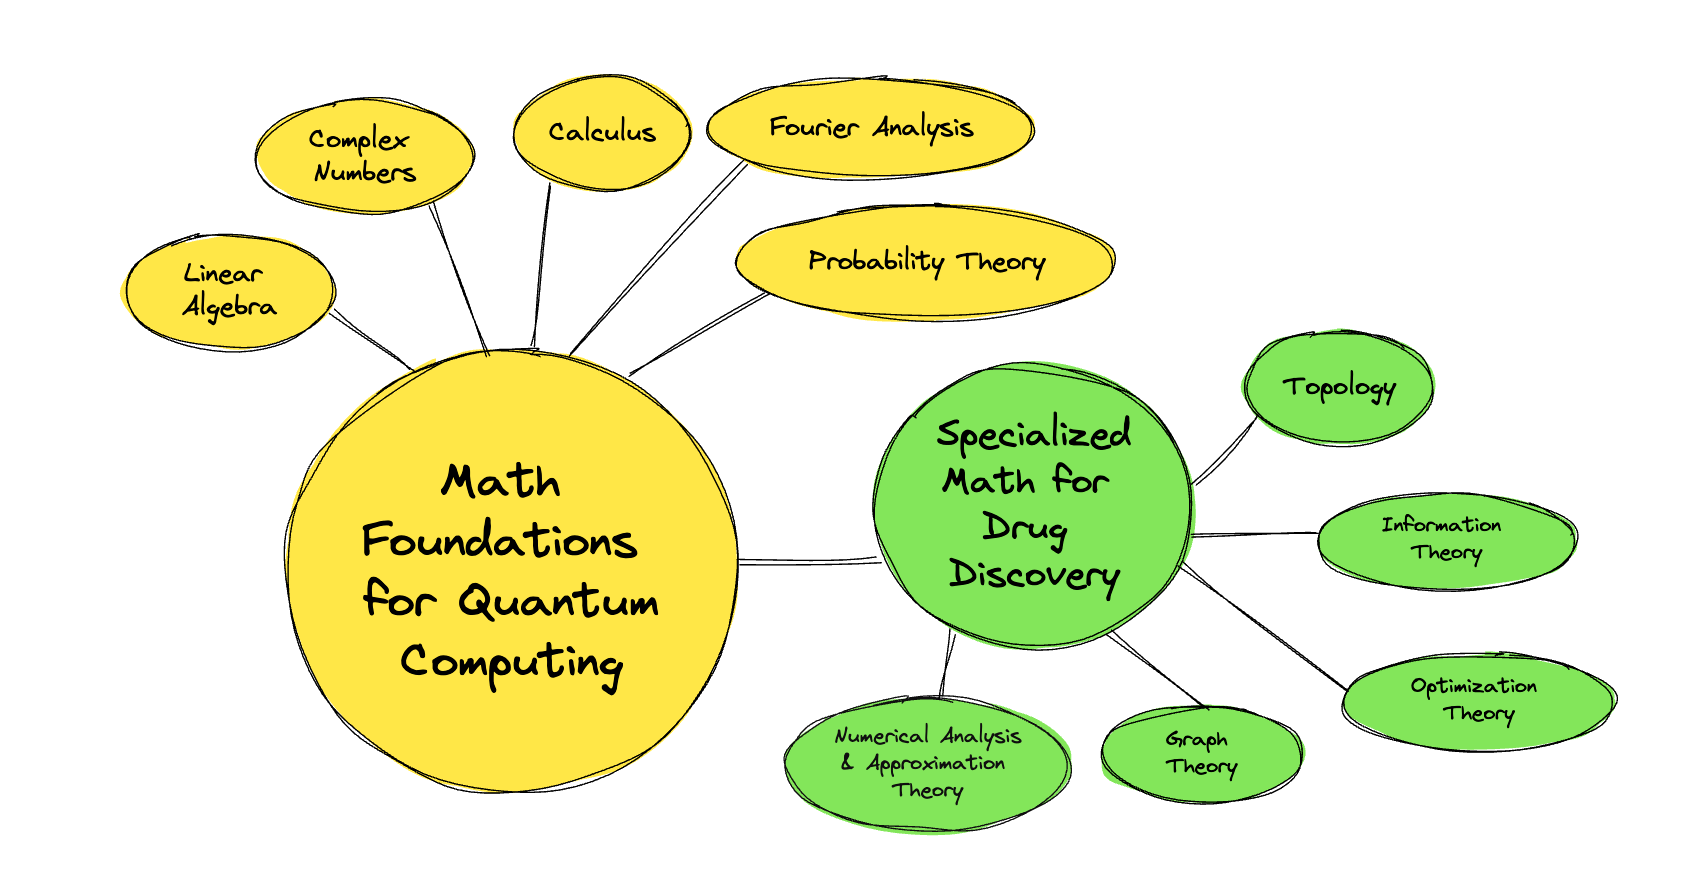 Complex
Numbers
Calculus
Fourier Analysis
Linear
Algebra
Probability Theory
Math
Foundations
for Quantum
Computing
Specialized
Math for
Drug
Discovery
Topology
Information
Theory
Optimization
Theory
Graph
Theory
Numerical Analysis
& Approximation
Theory